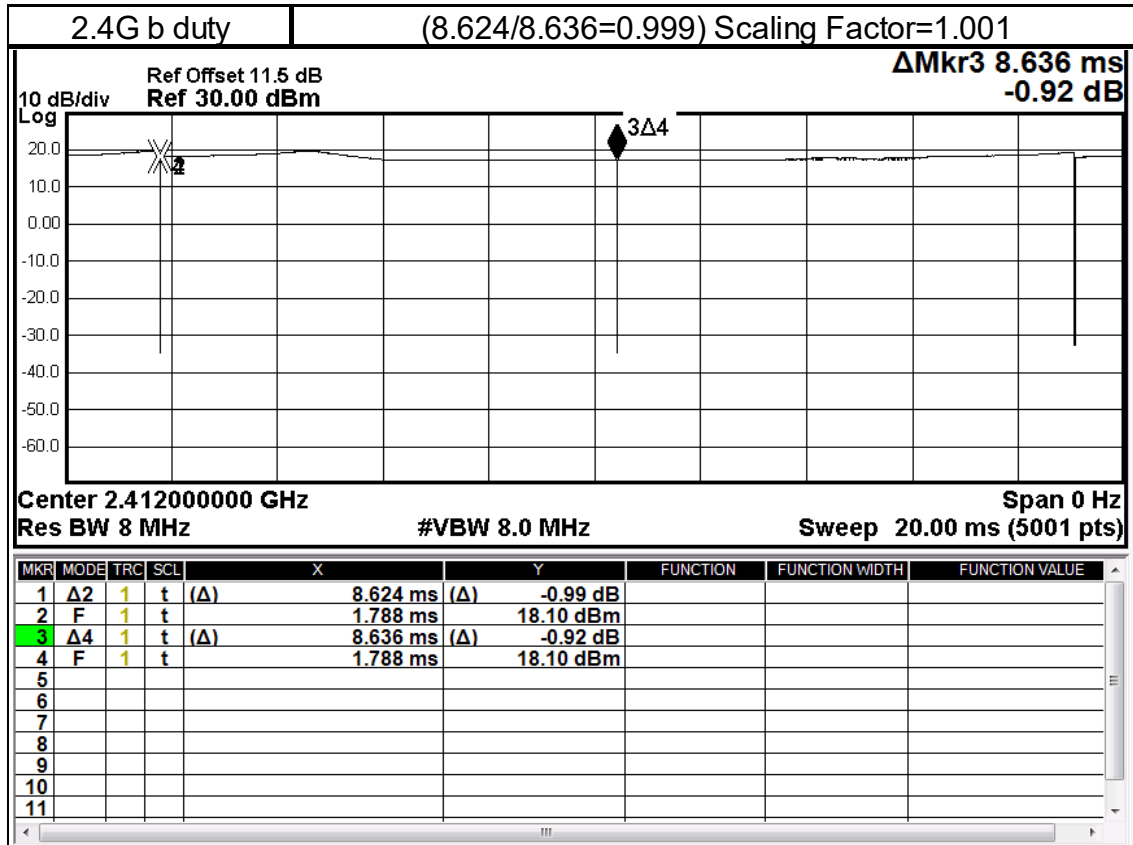 2.4G b duty (8.624/8.636=0.999) Scaling Factor=1.001
ΔMkr3 8.636 ms
Ref Offset 11.5 dB
10 dB/div Ref 30.00 dBm -0.92 dB
Log
3Δ4
20.0
2
10.0
0.00
-10.0
-20.0
-30.0
-40.0
-50.0
-60.0
Center 2.412000000 GHz Span 0 Hz
Res BW 8 MHz #VBW 8.0 MHz Sweep 20.00 ms (5001 pts)
MKR MODE TRC SCL X Y FUNCTION FUNCTION WIDTH FUNCTION VALUE
1 Δ2 1 t (Δ) 8.624 ms (Δ) -0.99 dB
2 F 1 t 1.788 ms 18.10 dBm
3 Δ4 1 t (Δ) 8.636 ms (Δ) -0.92 dB
4 F 1 t 1.788 ms 18.10 dBm
5
6
7
8
9
10
11